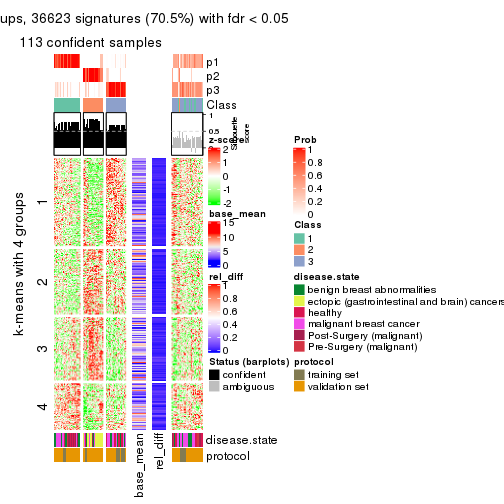 ups, 36623 signatures (70.5%) with fdr < 0.05
113 confident samples
p1
p2
p3
Class
1
0.5
0
Silhouette
score
k-means with 4 groups
1
2
3
4
z-score
2
1
0
-1
-2
base_mean
15
10
5
0
rel_diff
1
0.8
0.6
0.4
0.2
0
Status (barplots)
confident
ambiguous
Prob
1
0.8
0.6
0.4
0.2
0
Class
1
2
3
disease.state
benign breast abnormalities
ectopic (gastrointestinal and brain) cancers
healthy
malignant breast cancer
Post-Surgery (malignant)
Pre-Surgery (malignant)
protocol
training set
validation set
disease.state
protocol
base_mean
rel_diff